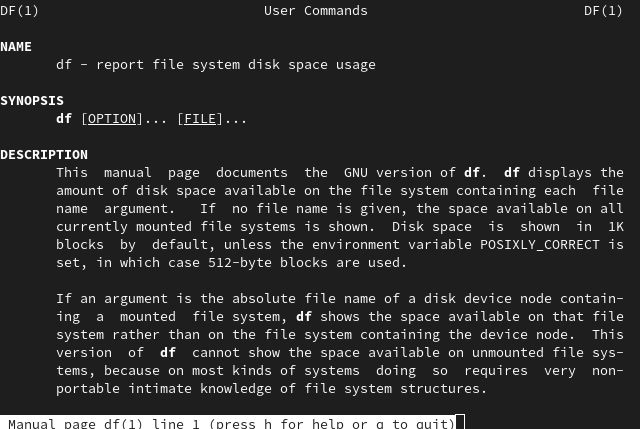 DF(1) User Commands DF(1)
NAME
df - report file system disk space usage
SYNOPSIS
df [OPTION]... [FILE]...
DESCRIPTION
This manual page documents the GNU version of df. df displays the
amount of disk space available on the file system containing each file
name argument. If no file name is given, the space available on all
currently mounted file systems is shown. Disk space is shown in 1K
blocks by default, unless the environment variable POSIXLY_CORRECT is
set, in which case 512-byte blocks are used.
If an argument is the absolute file name of a disk device node contain-
ing a mounted file system, df shows the space available on that file
system rather than on the file system containing the device node. This
version of df cannot show the space available on unmounted file sys-
tems, because on most kinds of systems doing so requires very non-
portable intimate knowledge of file system structures.
Manual page df(1) line 1 (press h for help or q to quit)